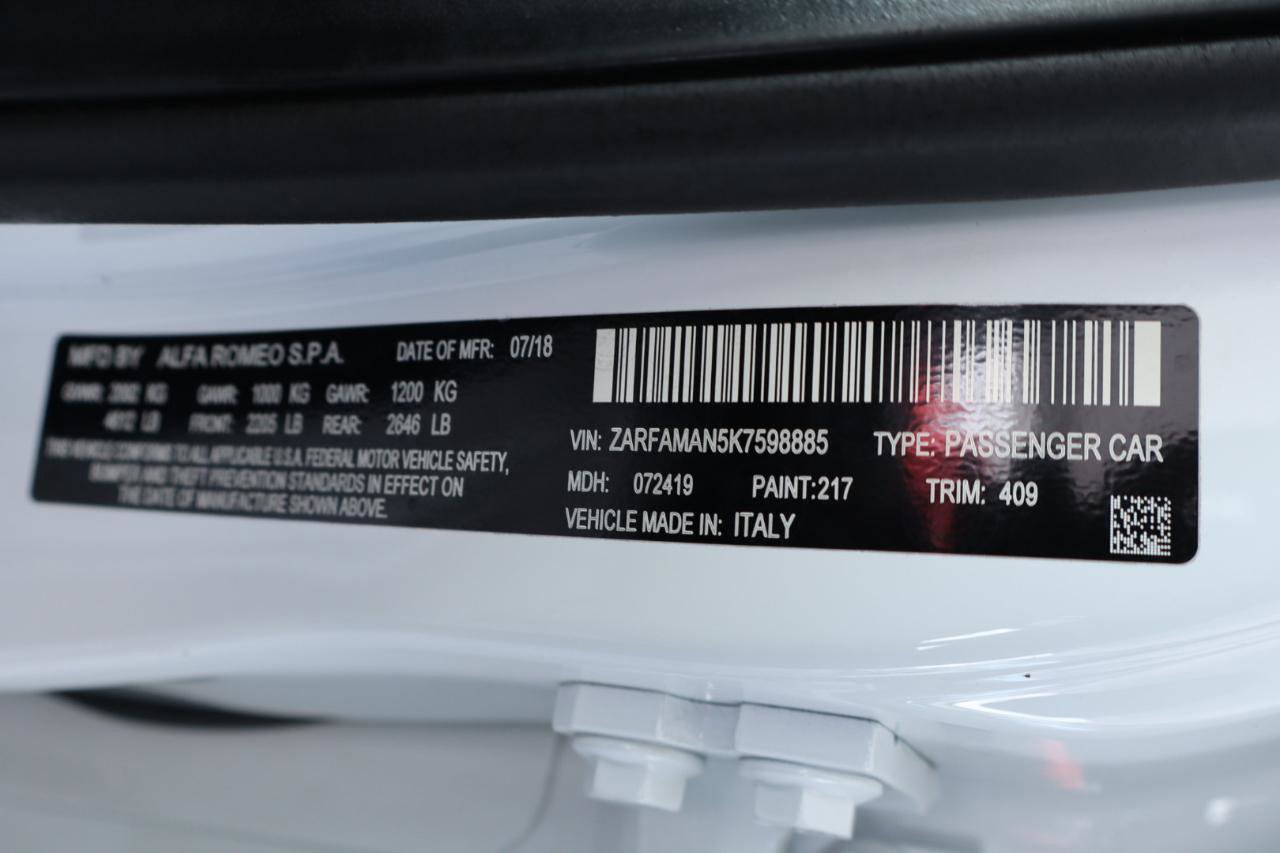 MFD BY ALFA ROMEO S.P.A. DATE OF MFR: 07/18
GVWR: KG GAWR: 1000 KG GAWR: 1200 KG
LB FRONT: 2205 LB REAR: 2646 LB
THIS VEHICLE CONFORMS TO ALL APPLICABLE U.S.A. FEDERAL MOTOR VEHICLE SAFETY,
BUMPER AND THEFT PREVENTION STANDARDS IN EFFECT ON
THE DATE OF MANUFACTURE SHOWN ABOVE.
VIN: ZARFAMAN5K7598885 TYPE: PASSENGER CAR
MDH: 072419 PAINT:217 TRIM: 409
VEHICLE MADE IN: ITALY